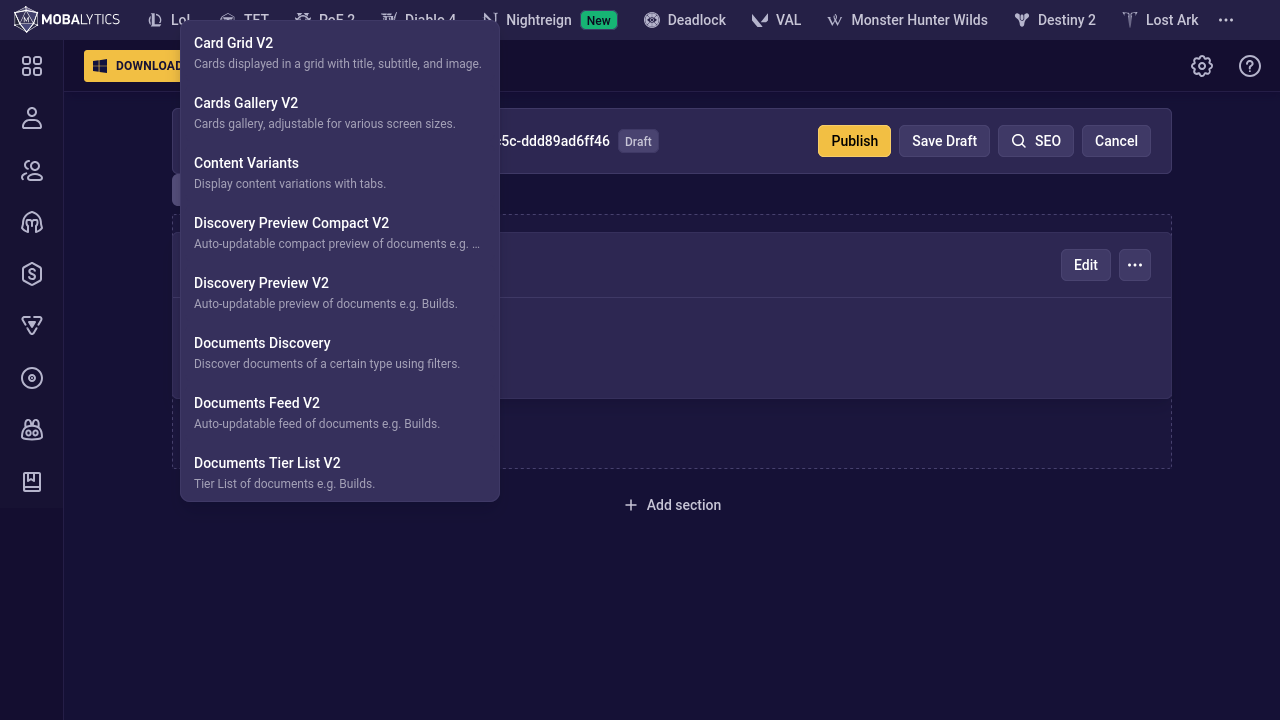 MOBALYTICS
LoL
TFT
PoE 2
Diablo 4
Nightreign
New
Deadlock
VAL
Monster Hunter Wilds
Destiny 2
Lost Ark
DOWNLOAD
Card Grid V2
Cards displayed in a grid with title, subtitle, and image.
Cards Gallery V2
Cards gallery, adjustable for various screen sizes.
Content Variants
Display content variations with tabs.
Discovery Preview Compact V2
Auto-updatable compact preview of documents e.g. …
Discovery Preview V2
Auto-updatable preview of documents e.g. Builds.
Documents Discovery
Discover documents of a certain type using filters.
Documents Feed V2
Auto-updatable feed of documents e.g. Builds.
Documents Tier List V2
Tier List of documents e.g. Builds.
5c-ddd89ad6ff46
Draft
Publish
Save Draft
SEO
Cancel
Edit
Add section